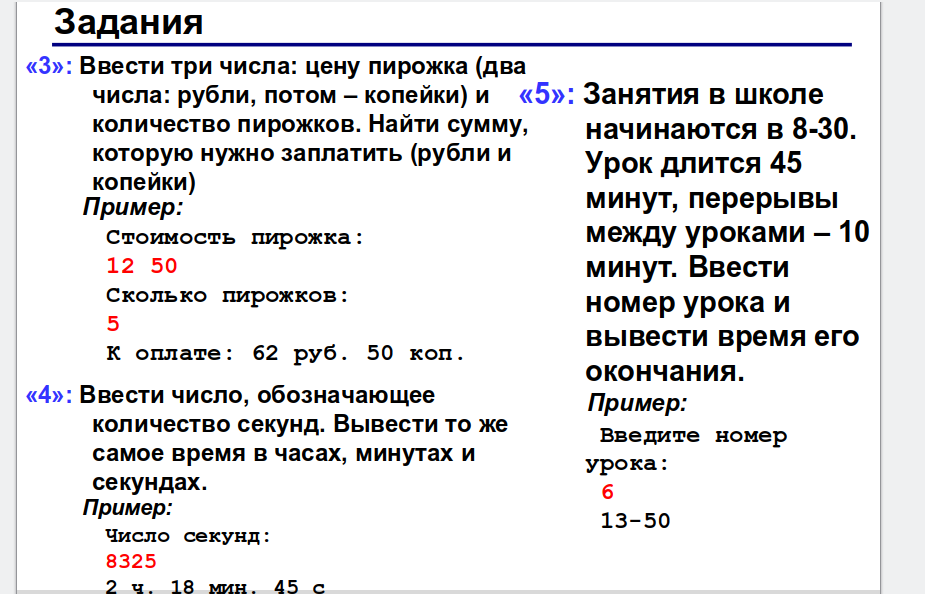 Задания
«3»: Ввести три числа: цену пирожка (два
числа: рубли, потом – копейки) и
количество пирожков. Найти сумму,
которую нужно заплатить (рубли и
копейки)
Пример:
Стоимость пирожка:
12 50
Сколько пирожков:
5
К оплате: 62 руб. 50 коп.
«4»: Ввести число, обозначающее
количество секунд. Вывести то же
самое время в часах, минутах и
секундах.
Пример:
Число секунд:
8325
2 ч. 18 мин. 45 с
«5»: Занятия в школе
начинаются в 8-30.
Урок длится 45
минут, перерывы
между уроками – 10
минут. Ввести
номер урока и
вывести время его
окончания.
Пример:
Введите номер
урока:
6
13-50